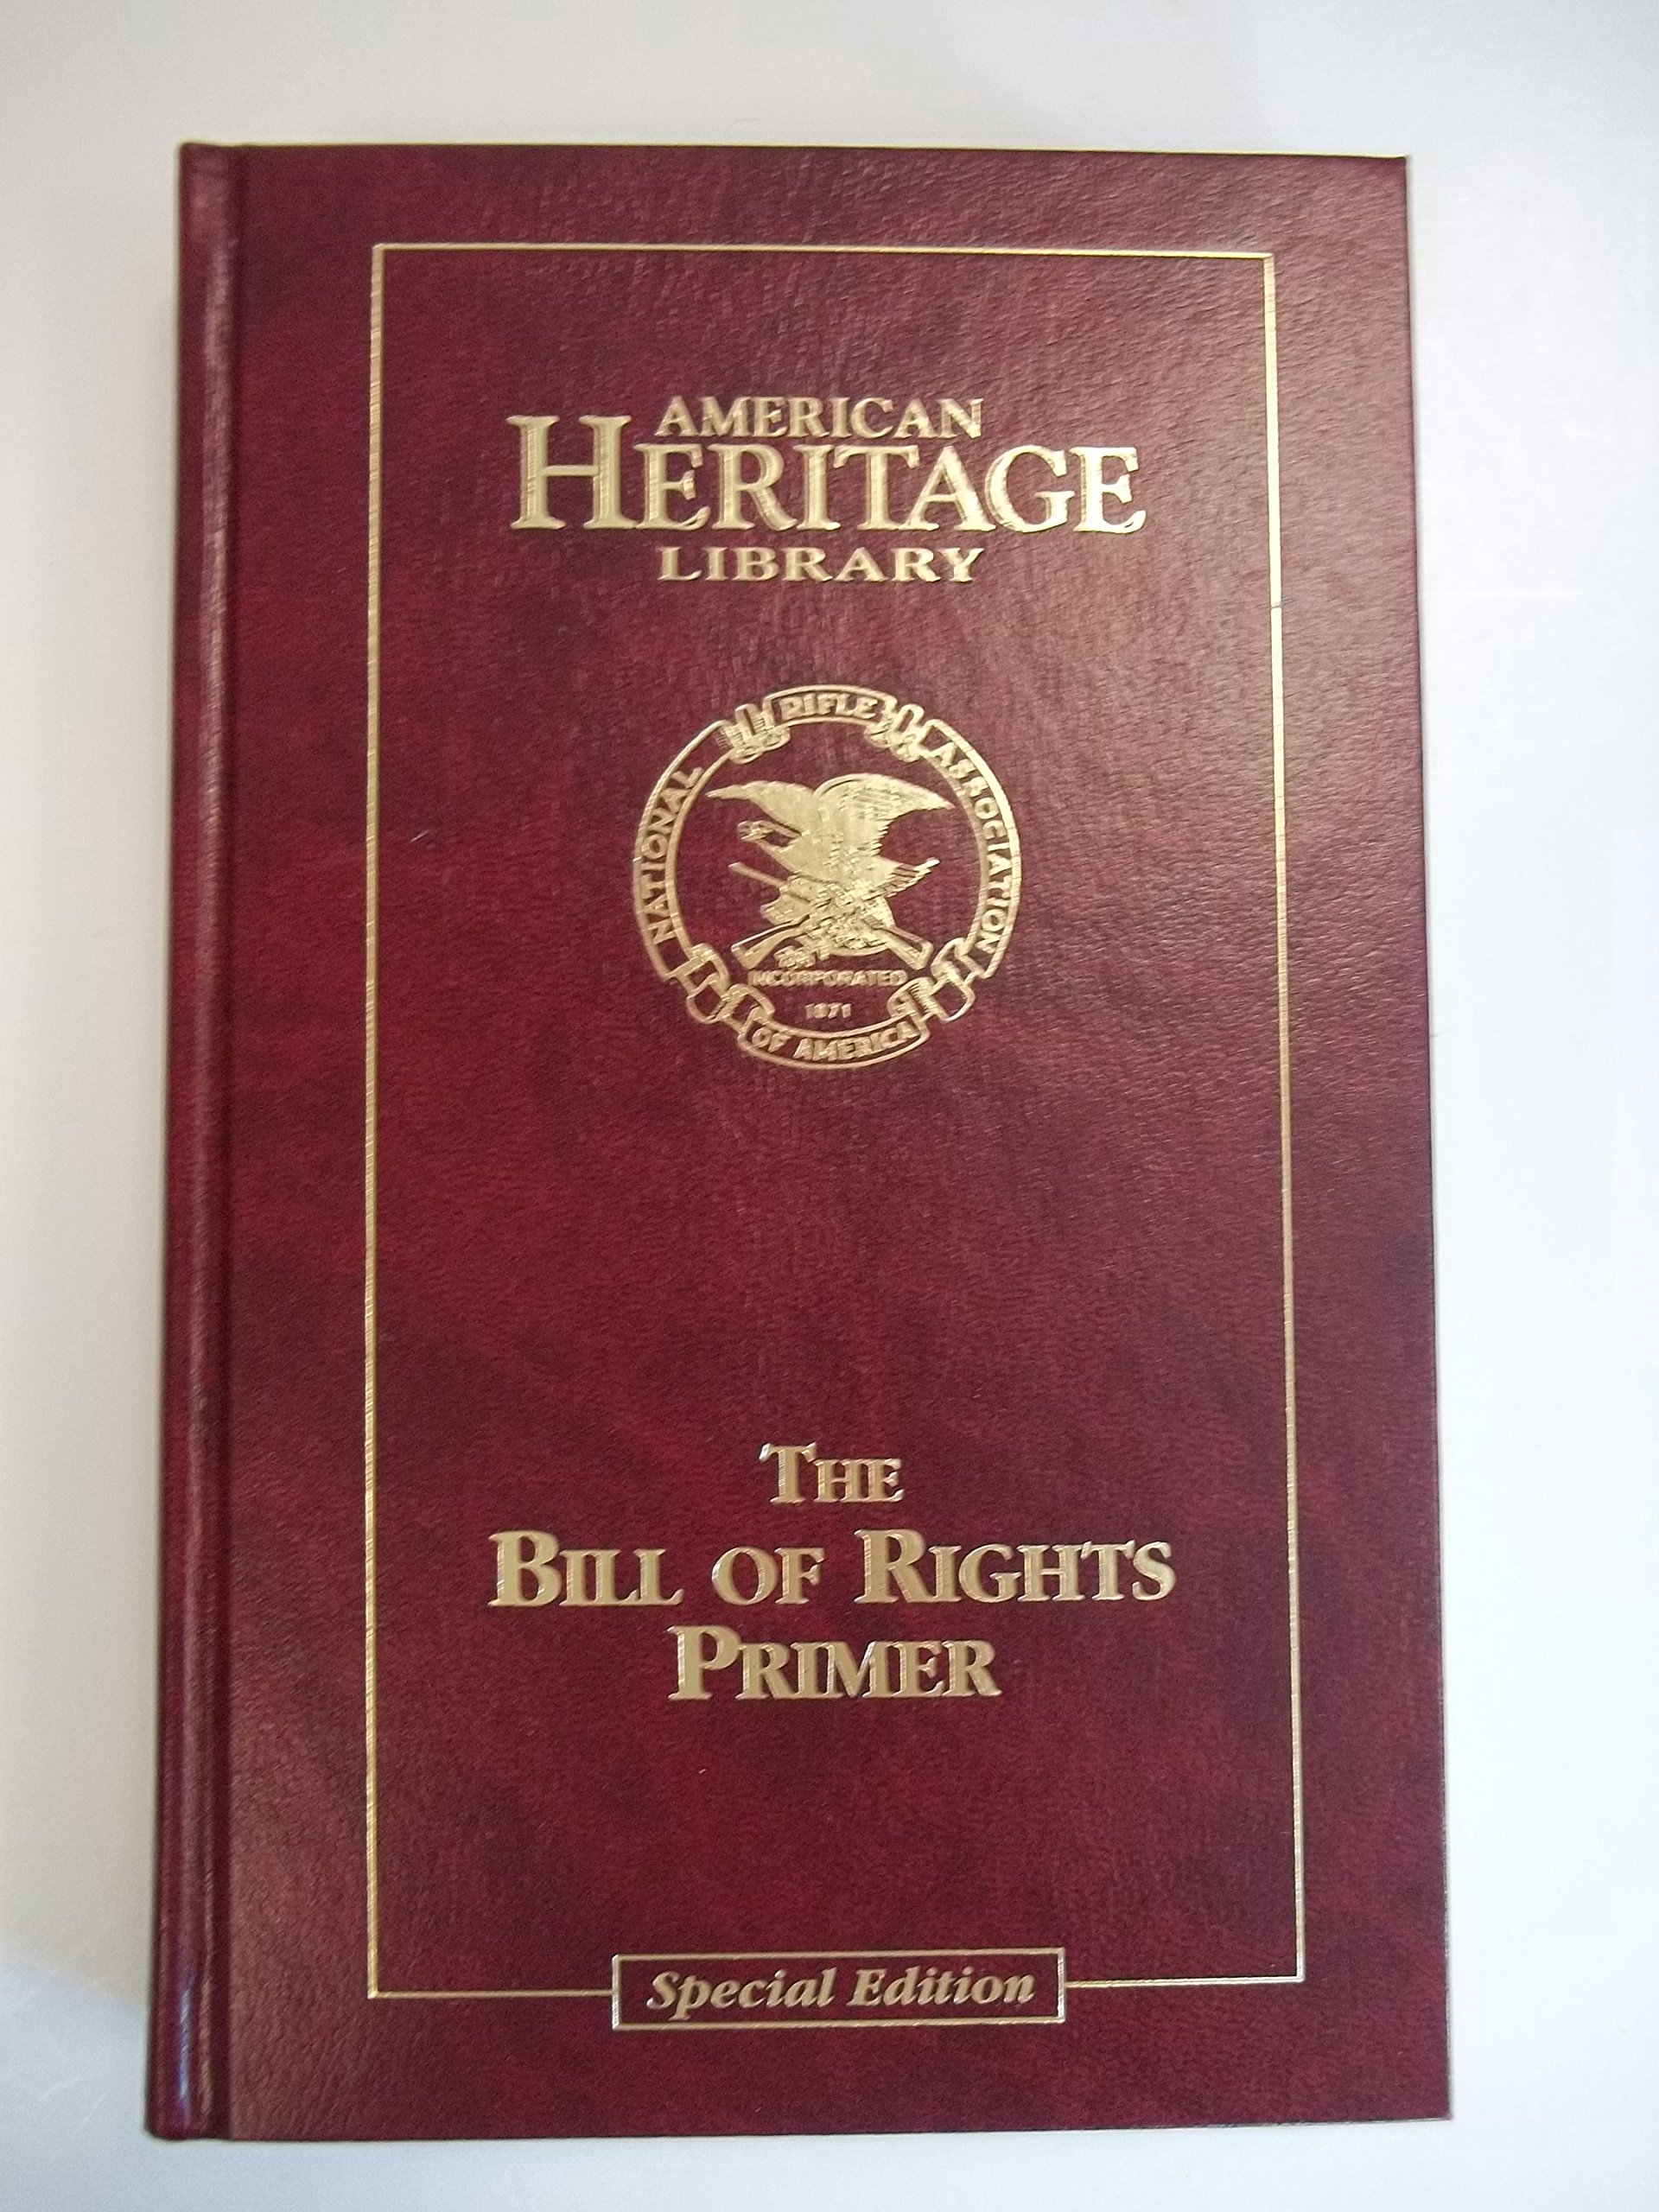 AMERICAN
HERITAGE
LIBRARY
NATIONAL RIFLE ASSOCIATION
INCORPORATED
1871
OF AMERICA
THE
BILL OF RIGHTS
PRIMER
Special Edition